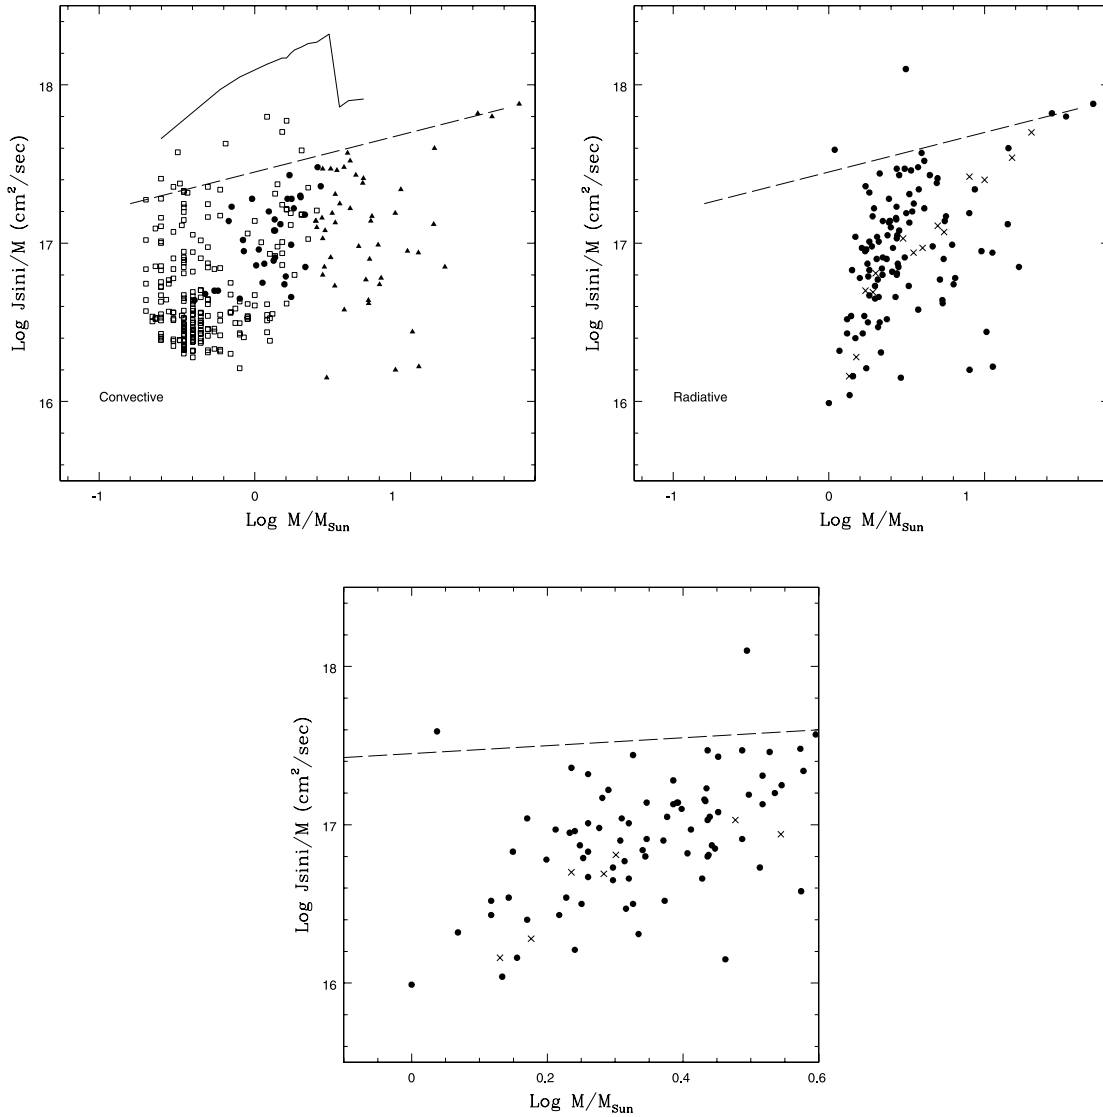 18
17
16
Log Jsini/M (cm²/sec)
Convective
-1
0
1
Log M/M_Sun
18
17
16
Log Jsini/M (cm²/sec)
Radiative
-1
0
1
Log M/M_Sun
18
17
16
Log Jsini/M (cm²/sec)
0
0.2
0.4
0.6
Log M/M_Sun